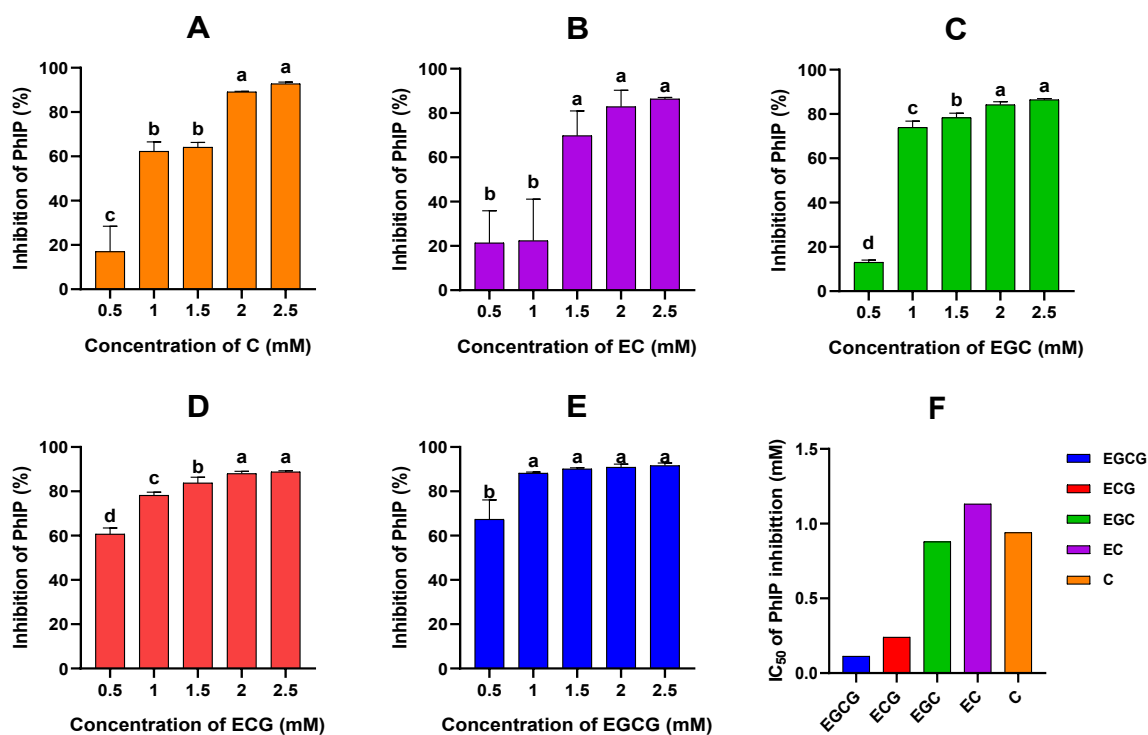 A
Inhibition of PhIP (%)
100
80
60
40
20
0
c
b
b
a
a
0.5 1 1.5 2 2.5
Concentration of C (mM)
B
Inhibition of PhIP (%)
100
80
60
40
20
0
b
b
a
a
a
0.5 1 1.5 2 2.5
Concentration of EC (mM)
C
Inhibition of PhIP (%)
100
80
60
40
20
0
d
c
b
a
a
0.5 1 1.5 2 2.5
Concentration of EGC (mM)
D
Inhibition of PhIP (%)
100
80
60
40
20
0
d
c
b
a
a
0.5 1 1.5 2 2.5
Concentration of ECG (mM)
E
Inhibition of PhIP (%)
100
80
60
40
20
0
b
a
a
a
a
0.5 1 1.5 2 2.5
Concentration of EGCG (mM)
F
IC50 of PhIP inhibittion (mM)
1.5
1.0
0.5
0.0
EGCG
ECG
EGC
EC
C
EGCG
ECG
EGC
EC
C